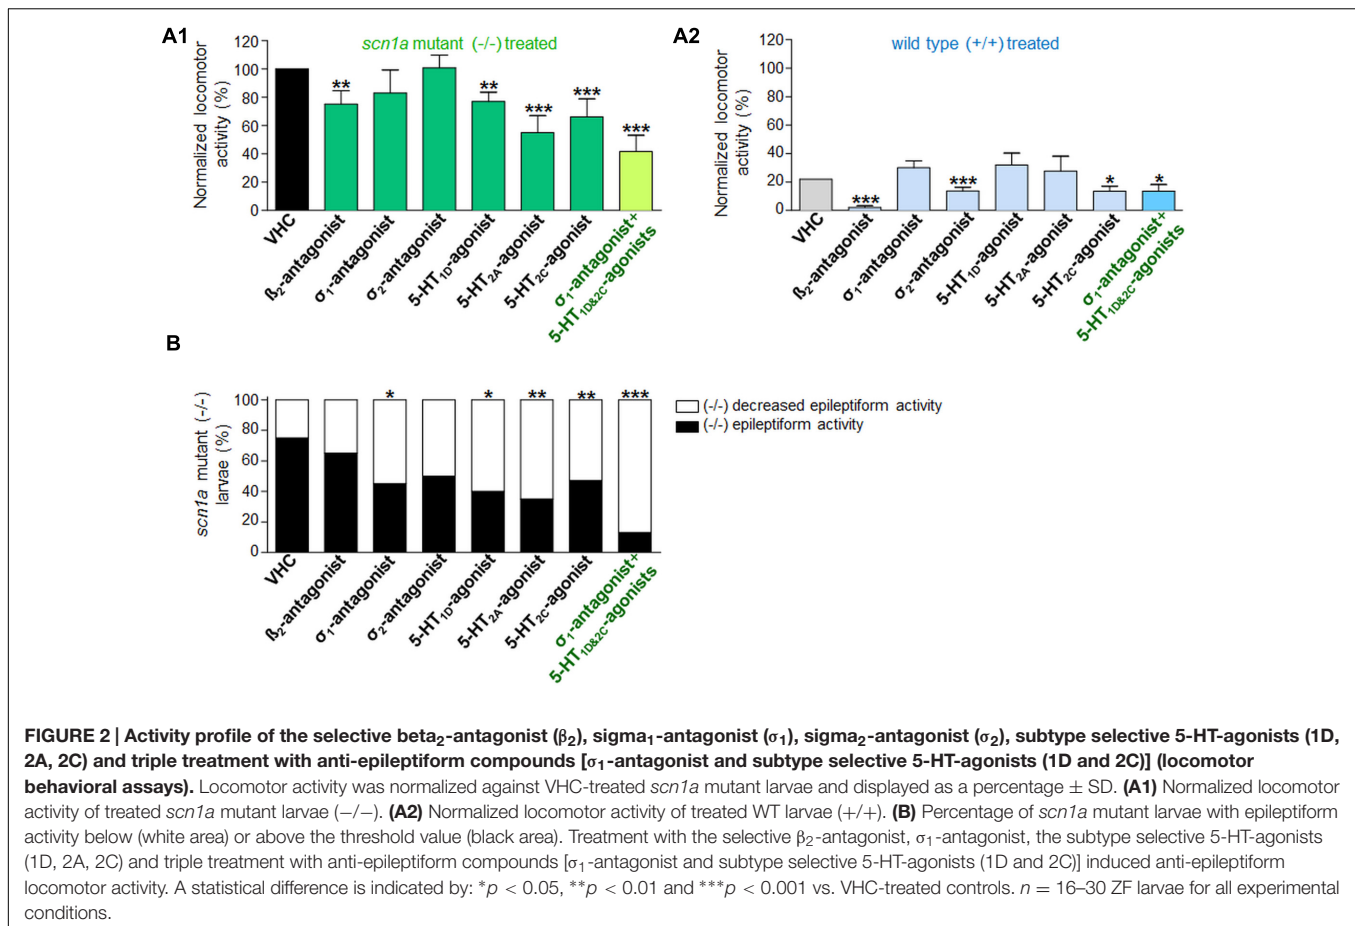 A1
scn1a mutant (-/-) treated
Normalized locomotor
activity (%)
120
100
80
60
40
20
0
**
**
***
***
***
VHC
ß2-antagonist
σ1-antagonist
σ2-antagonist
5-HT1D-agonist
5-HT2A-agonist
5-HT2C-agonist
σ1-antagonist+
5-HT1D&2C-agonists
A2
wild type (+/+) treated
Normalized locomotor
activity (%)
120
100
80
60
40
20
0
***
***
*
*
VHC
ß2-antagonist
σ1-antagonist
σ2-antagonist
5-HT1D-agonist
5-HT2A-agonist
5-HT2C-agonist
σ1-antagonist+
5-HT1D&2C-agonists
B
scn1a mutant (-/-)
larvae (%)
100
80
60
40
20
0
*
*
**
**
***
VHC
ß2-antagonist
σ1-antagonist
σ2-antagonist
5-HT1D-agonist
5-HT2A-agonist
5-HT2C-agonist
σ1-antagonist+
5-HT1D&2C-agonists
(-/-) decreased epileptiform activity
(-/-) epileptiform activity
FIGURE 2 | Activity profile of the selective beta2-antagonist (β2), sigma1-antagonist (σ1), sigma2-antagonist (σ2), subtype selective 5-HT-agonists (1D,
2A, 2C) and triple treatment with anti-epileptiform compounds [σ1-antagonist and subtype selective 5-HT-agonists (1D and 2C)] (locomotor
behavioral assays). Locomotor activity was normalized against VHC-treated scn1a mutant larvae and displayed as a percentage ± SD. (A1) Normalized locomotor
activity of treated scn1a mutant larvae (−/−). (A2) Normalized locomotor activity of treated WT larvae (+/+). (B) Percentage of scn1a mutant larvae with epileptiform
activity below (white area) or above the threshold value (black area). Treatment with the selective β2-antagonist, σ1-antagonist, the subtype selective 5-HT-agonists
(1D, 2A, 2C) and triple treatment with anti-epileptiform compounds [σ1-antagonist and subtype selective 5-HT-agonists (1D and 2C)] induced anti-epileptiform
locomotor activity. A statistical difference is indicated by: *p < 0.05, **p < 0.01 and ***p < 0.001 vs. VHC-treated controls. n = 16–30 ZF larvae for all experimental
conditions.